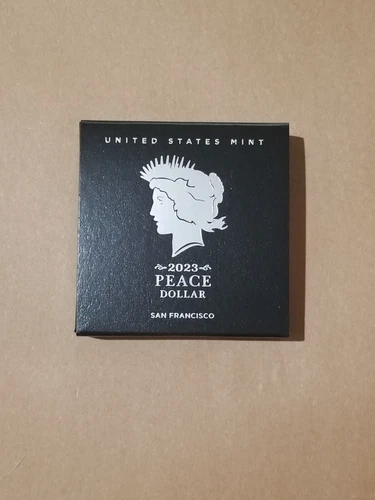 UNITED STATES MINT
2023
PEACE
DOLLAR
SAN FRANCISCO